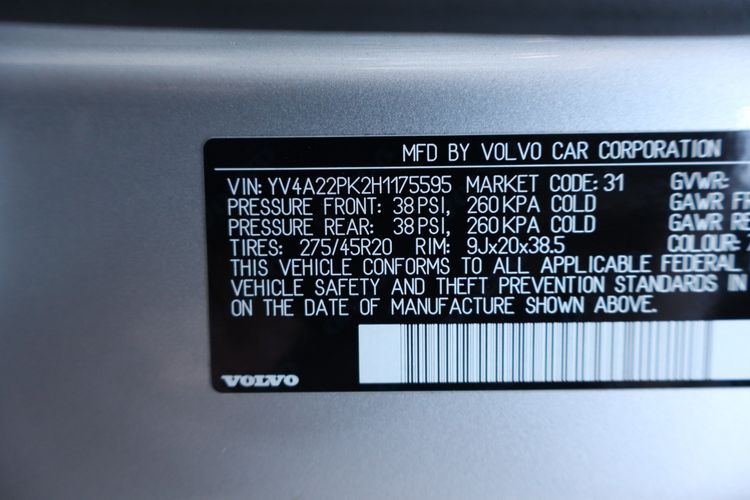 MFD BY VOLVO CAR CORPORATION
VIN: YV4A22PK2H1175595 MARKET CODE: 31 GVWR:
PRESSURE FRONT: 38 PSI, 260 KPA COLD GAWR FR
PRESSURE REAR: 38 PSI, 260 KPA COLD GAWR RE
TIRES: 275/45R20 RIM: 9Jx20x38.5 COLOUR:
THIS VEHICLE CONFORMS TO ALL APPLICABLE FEDERAL
VEHICLE SAFETY AND THEFT PREVENTION STANDARDS IN
ON THE DATE OF MANUFACTURE SHOWN ABOVE.
VOLVO